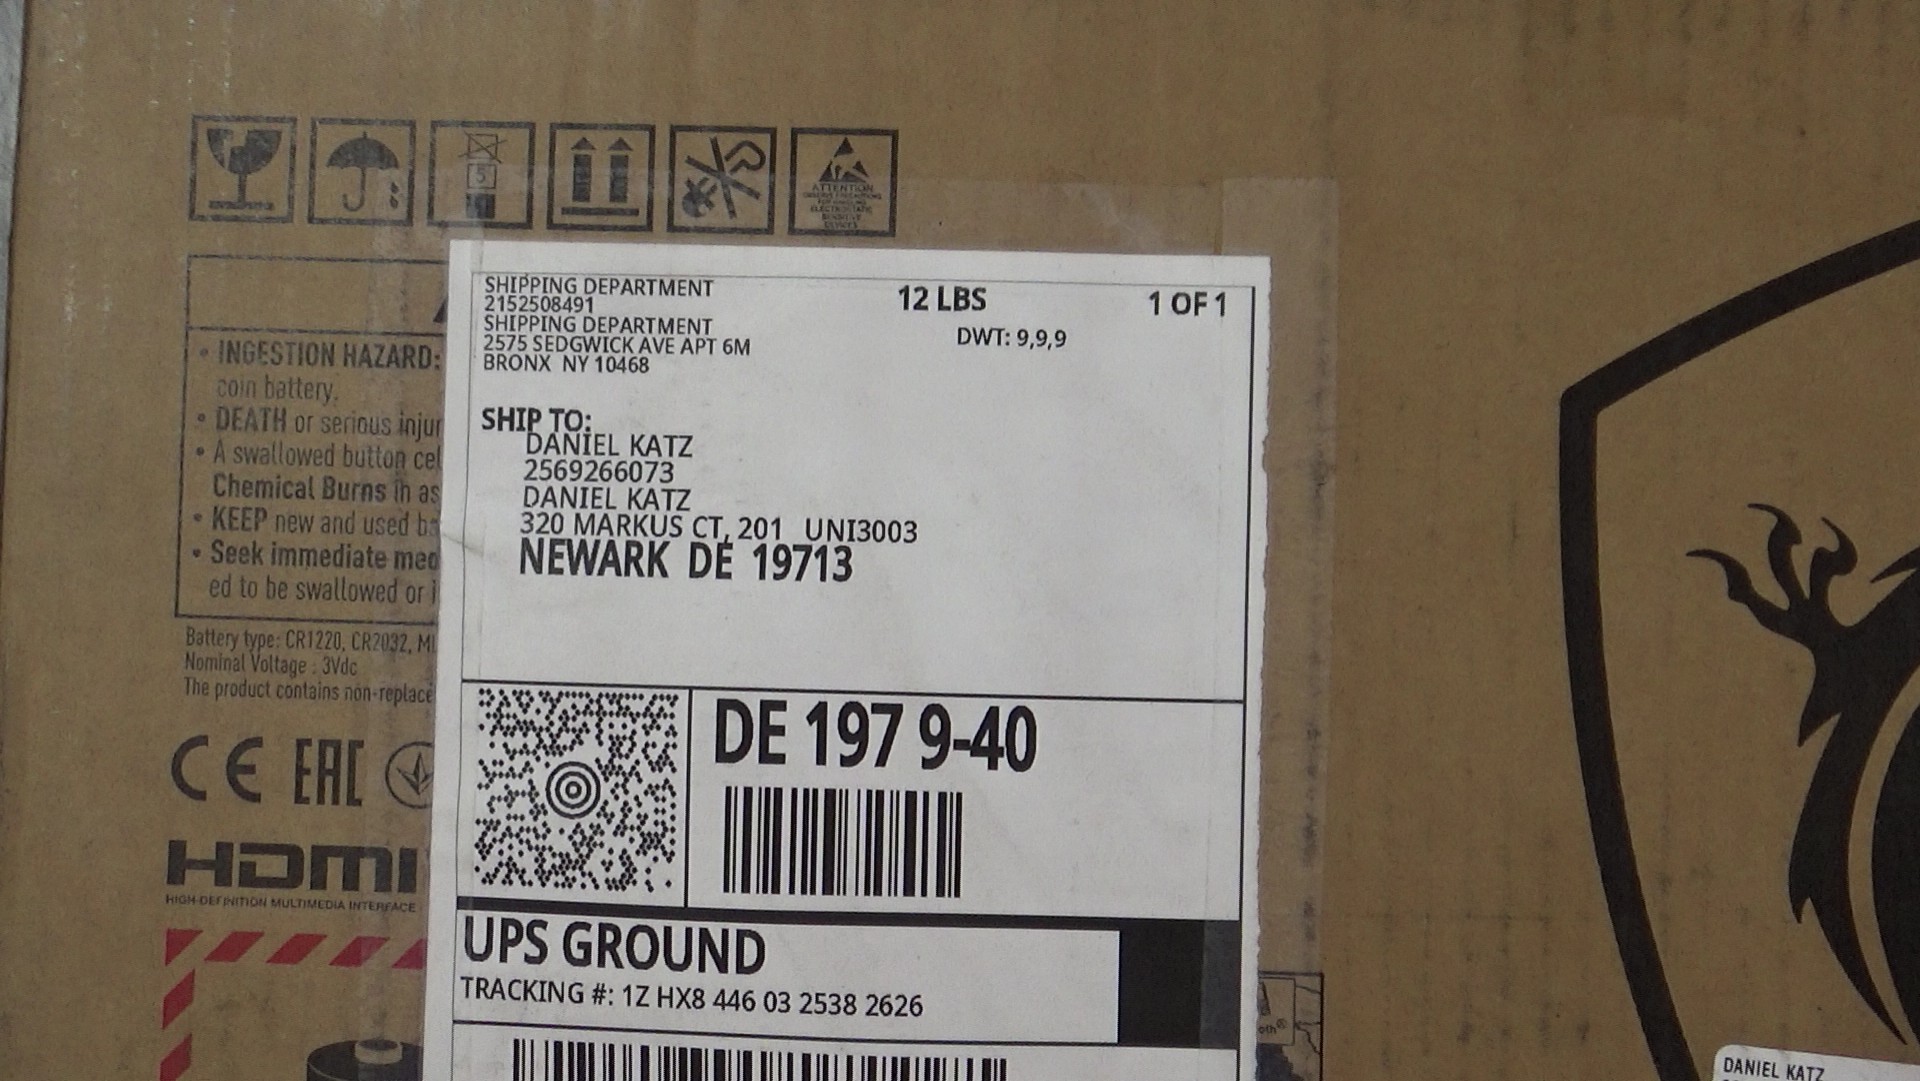 5
ATTENTION
SHIPPING DEPARTMENT
2152508491
SHIPPING DEPARTMENT
2575 SEDGWICK AVE APT 6M
BRONX NY 10468
12 LBS
1 OF 1
DWT: 9,9,9
SHIP TO:
DANIEL KATZ
2569266073
DANIEL KATZ
320 MARKUS CT, 201 UNI3003
NEWARK DE 19713
DE 197 9-40
UPS GROUND
TRACKING #: 1Z HX8 446 03 2538 2626
• INGESTION HAZARD:
coin battery.
• DEATH or serious injur
• A swallowed button cel
Chemical Burns in as
• KEEP new and used ba
• Seek immediate med
ed to be swallowed or i
Battery type: CR1220, CR2032, ML
Nominal Voltage : 3Vdc
The product contains non-replace
CE EAC
HDMI
HIGH-DEFINITION MULTIMEDIA INTERFACE
oth®
DANIEL KATZ